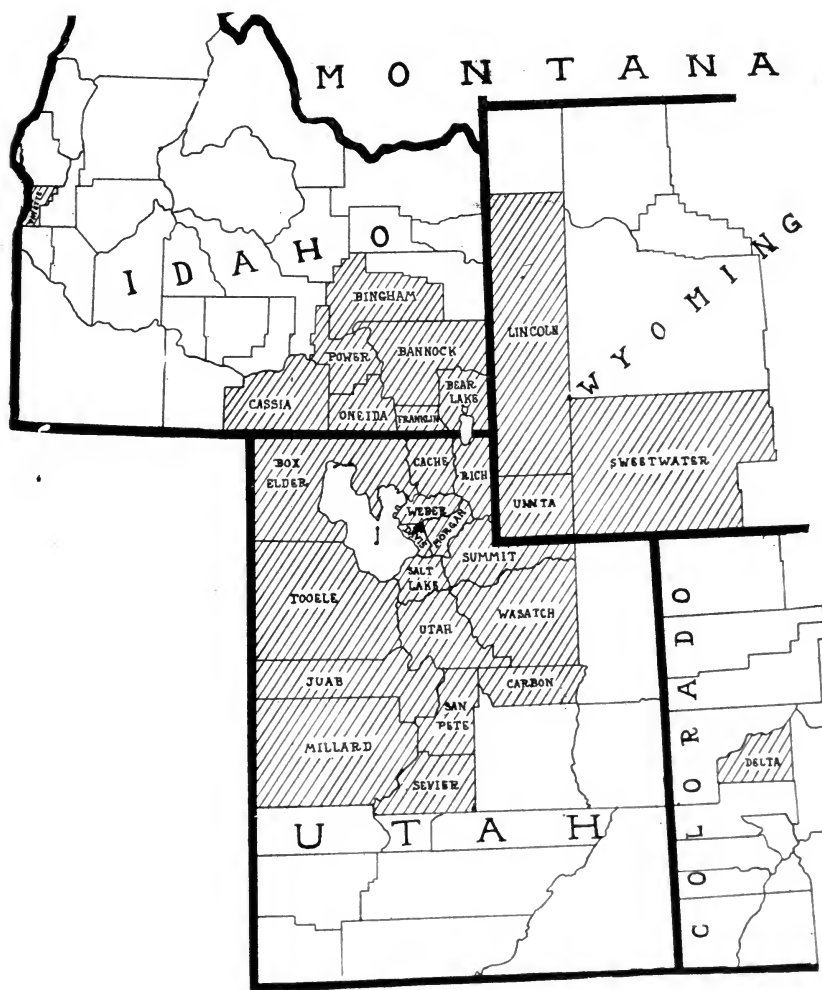 MONTANA
PAYETTE
IDAHO
WYOMING
BINGHAM
LINCOLN
POWER
BANNOCK
BEAR
LAKE
CASSIA
ONEIDA
FRANKLIN
BOX
ELDER
CACHE
RICH
SWEETWATER
WEBER
UINTA
DAVIS
MORGAN
SUMMIT
SALT
LAKE
TOOELE
WASATCH
UTAH
JUAB
CARBON
SAN
PETE
MILLARD
DELTA
SEVIER
UTAH
COLORADO